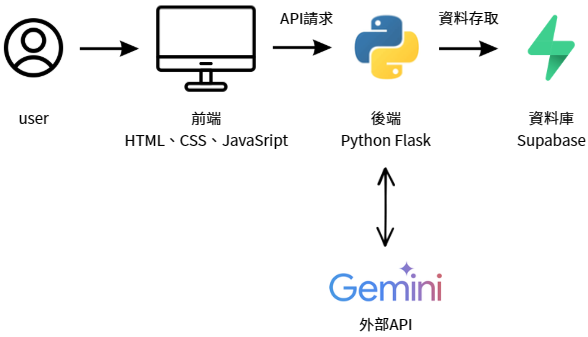 API請求
資料存取
user
前端
HTML、CSS、JavaSript
後端
Python Flask
資料庫
Supabase
Gemini
外部API